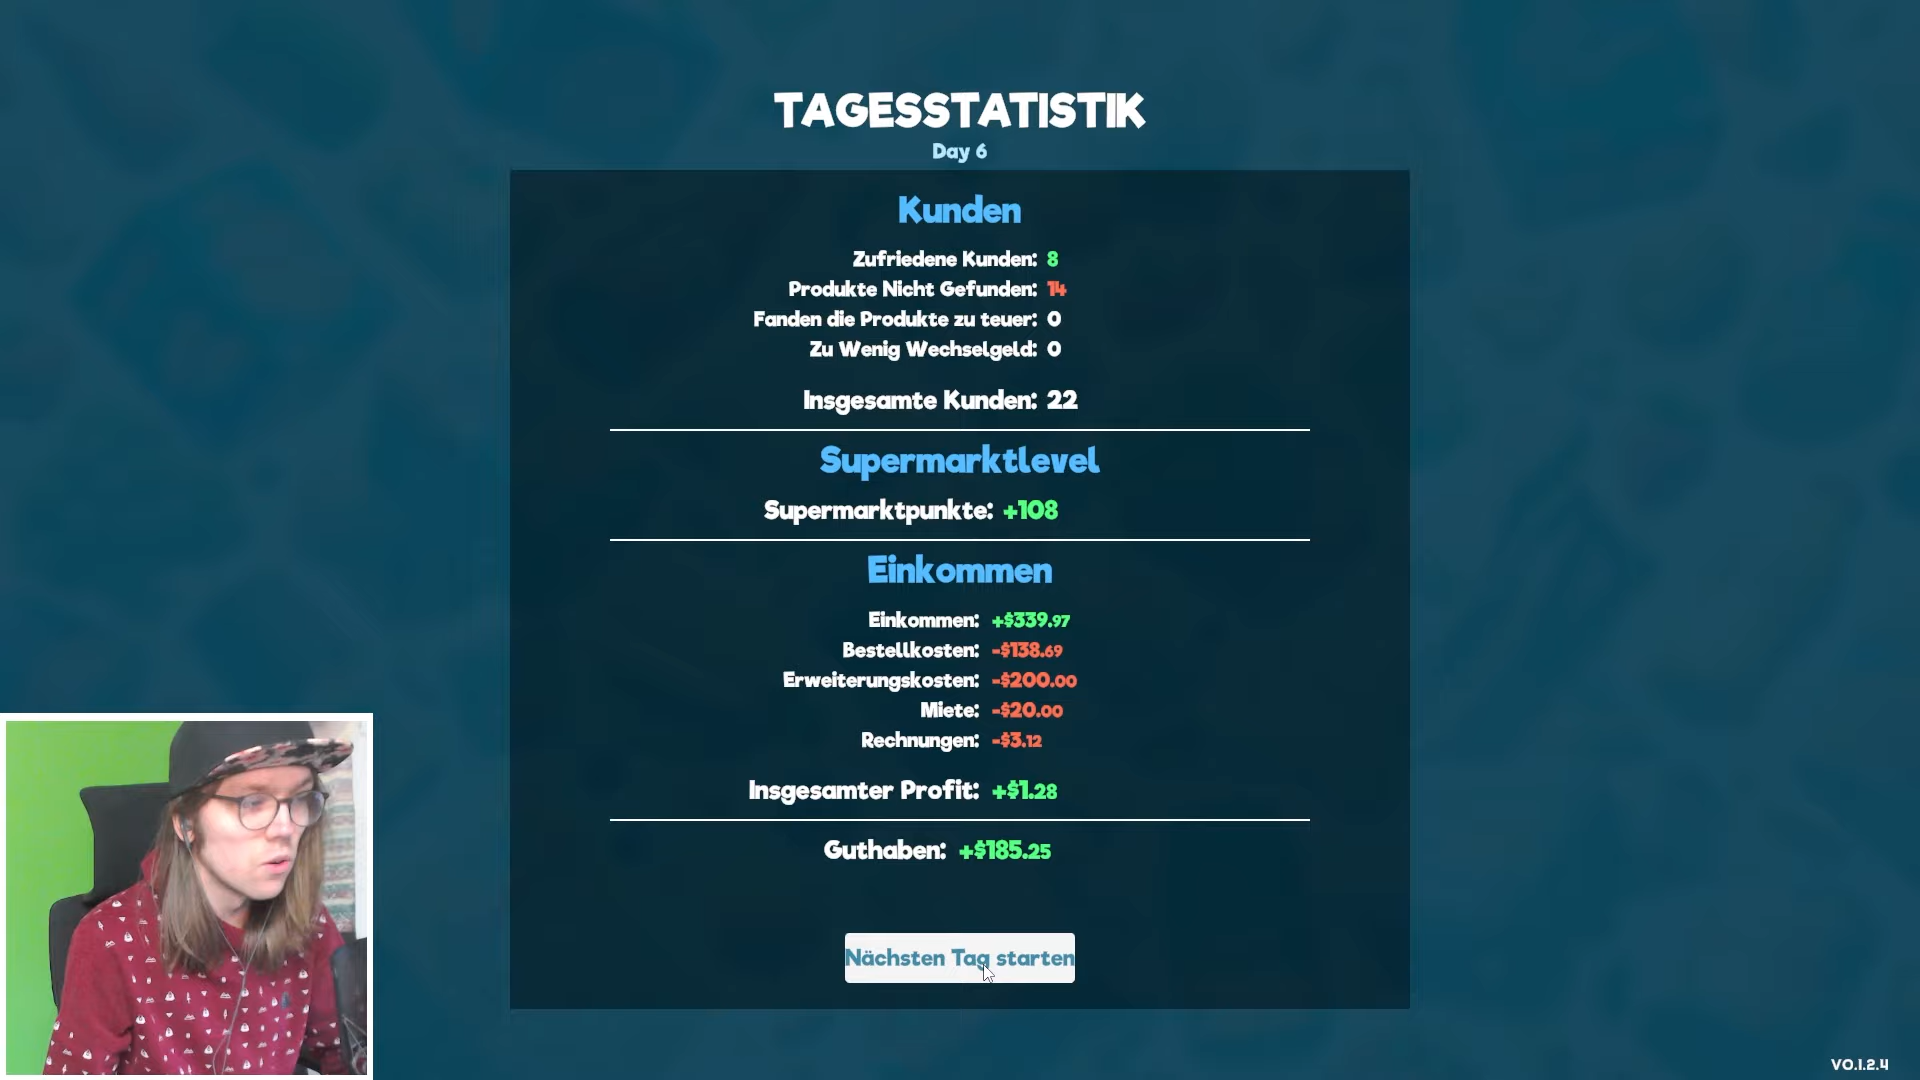 TAGESSTATISTIK
Day 6
Kunden
Zufriedene Kunden: 8
Produkte Nicht Gefunden: 14
Fanden die Produkte zu teuer: 0
Zu Wenig Wechselgeld: 0
Insgesamte Kunden: 22
Supermarktlevel
Supermarktpunkte: +108
Einkommen
Einkommen: +$339.97
Bestellkosten: -$138.69
Erweiterungskosten: -$200.00
Miete: -$20.00
Rechnungen: -$3.12
Insgesamter Profit: +$1.28
Guthaben: +$185.25
Nächsten Tag starten
V0.1.2.4